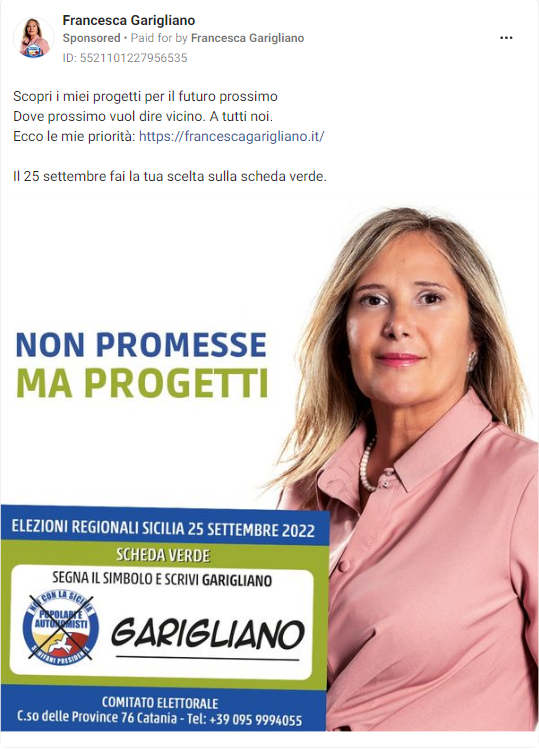 Francesca Garigliano
Sponsored • Paid for by Francesca Garigliano
ID: 5521101227956535
Scopri i miei progetti per il futuro prossimo
Dove prossimo vuol dire vicino. A tutti noi.
Ecco le mie priorità: https://francescagarigliano.it/
Il 25 settembre fai la tua scelta sulla scheda verde.
NON PROMESSE
MA PROGETTI
ELEZIONI REGIONALI SICILIA 25 SETTEMBRE 2022
SCHEDA VERDE
SEGNA IL SIMBOLO E SCRIVI GARIGLIANO
NOI CON LA SICILIA
POPOLARI E
AUTONOMISTI
SCHIFANI PRESIDENTE
GARIGLIANO
COMITATO ELETTORALE
C.so delle Province 76 Catania - Tel: +39 095 9994055